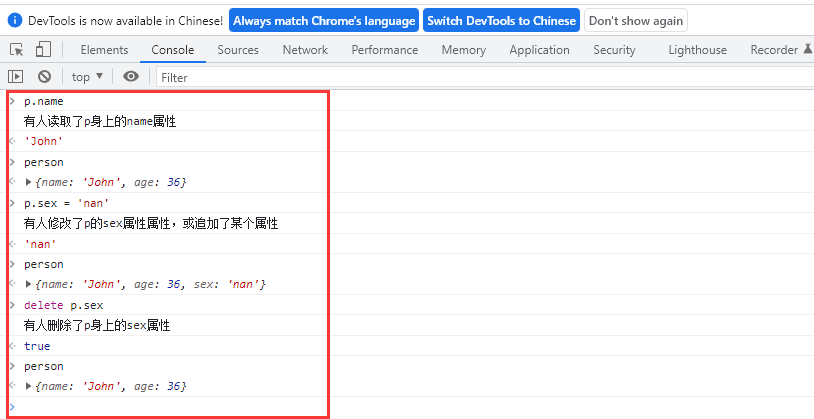 DevTools is now available in Chinese! Always match Chrome's language Switch DevTools to Chinese Don't show again
Elements Console Sources Network Performance Memory Application Security Lighthouse Recorder
top ▼ Filter
> p.name
有人读取了p身上的name属性
'John'
> person
▶{name: 'John', age: 36}
> p.sex = 'nan'
有人修改了p的sex属性属性，或追加了某个属性
'nan'
> person
▶{name: 'John', age: 36, sex: 'nan'}
> delete p.sex
有人删除了p身上的sex属性
true
> person
▶{name: 'John', age: 36}
>